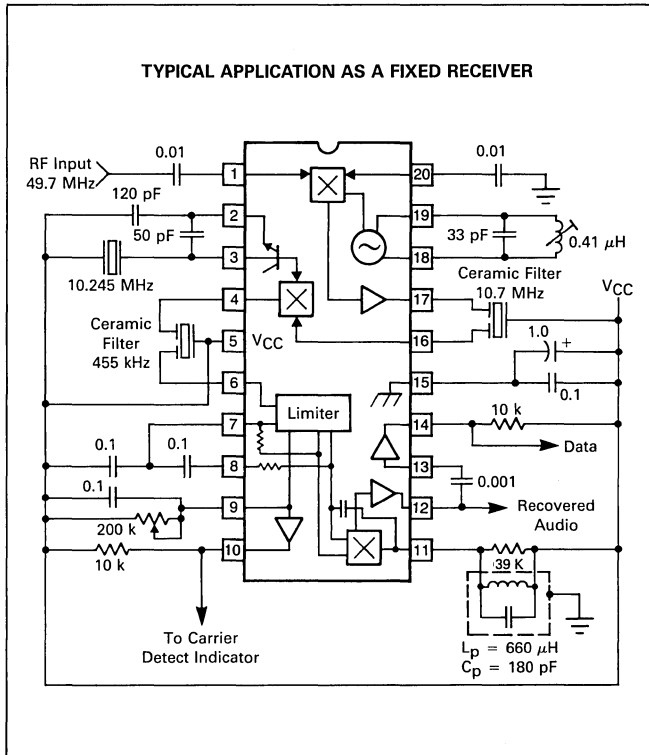 TYPICAL APPLICATION AS A FIXED RECEIVER
RF Input
49.7 MHz
0.01
1
20
0.01
120 pF
2
19
50 pF
33 pF
0.41 μH
3
18
10.245 MHz
Ceramic Filter
10.7 MHz
4
17
VCC
Ceramic
Filter
455 kHz
5
VCC
16
1.0
+
6
15
0.1
Limiter
7
14
10 k
Data
0.1
0.1
8
13
0.001
0.1
9
12
Recovered
Audio
200 k
10
11
10 k
39 K
To Carrier
Detect Indicator
Lp = 660 μH
Cp = 180 pF